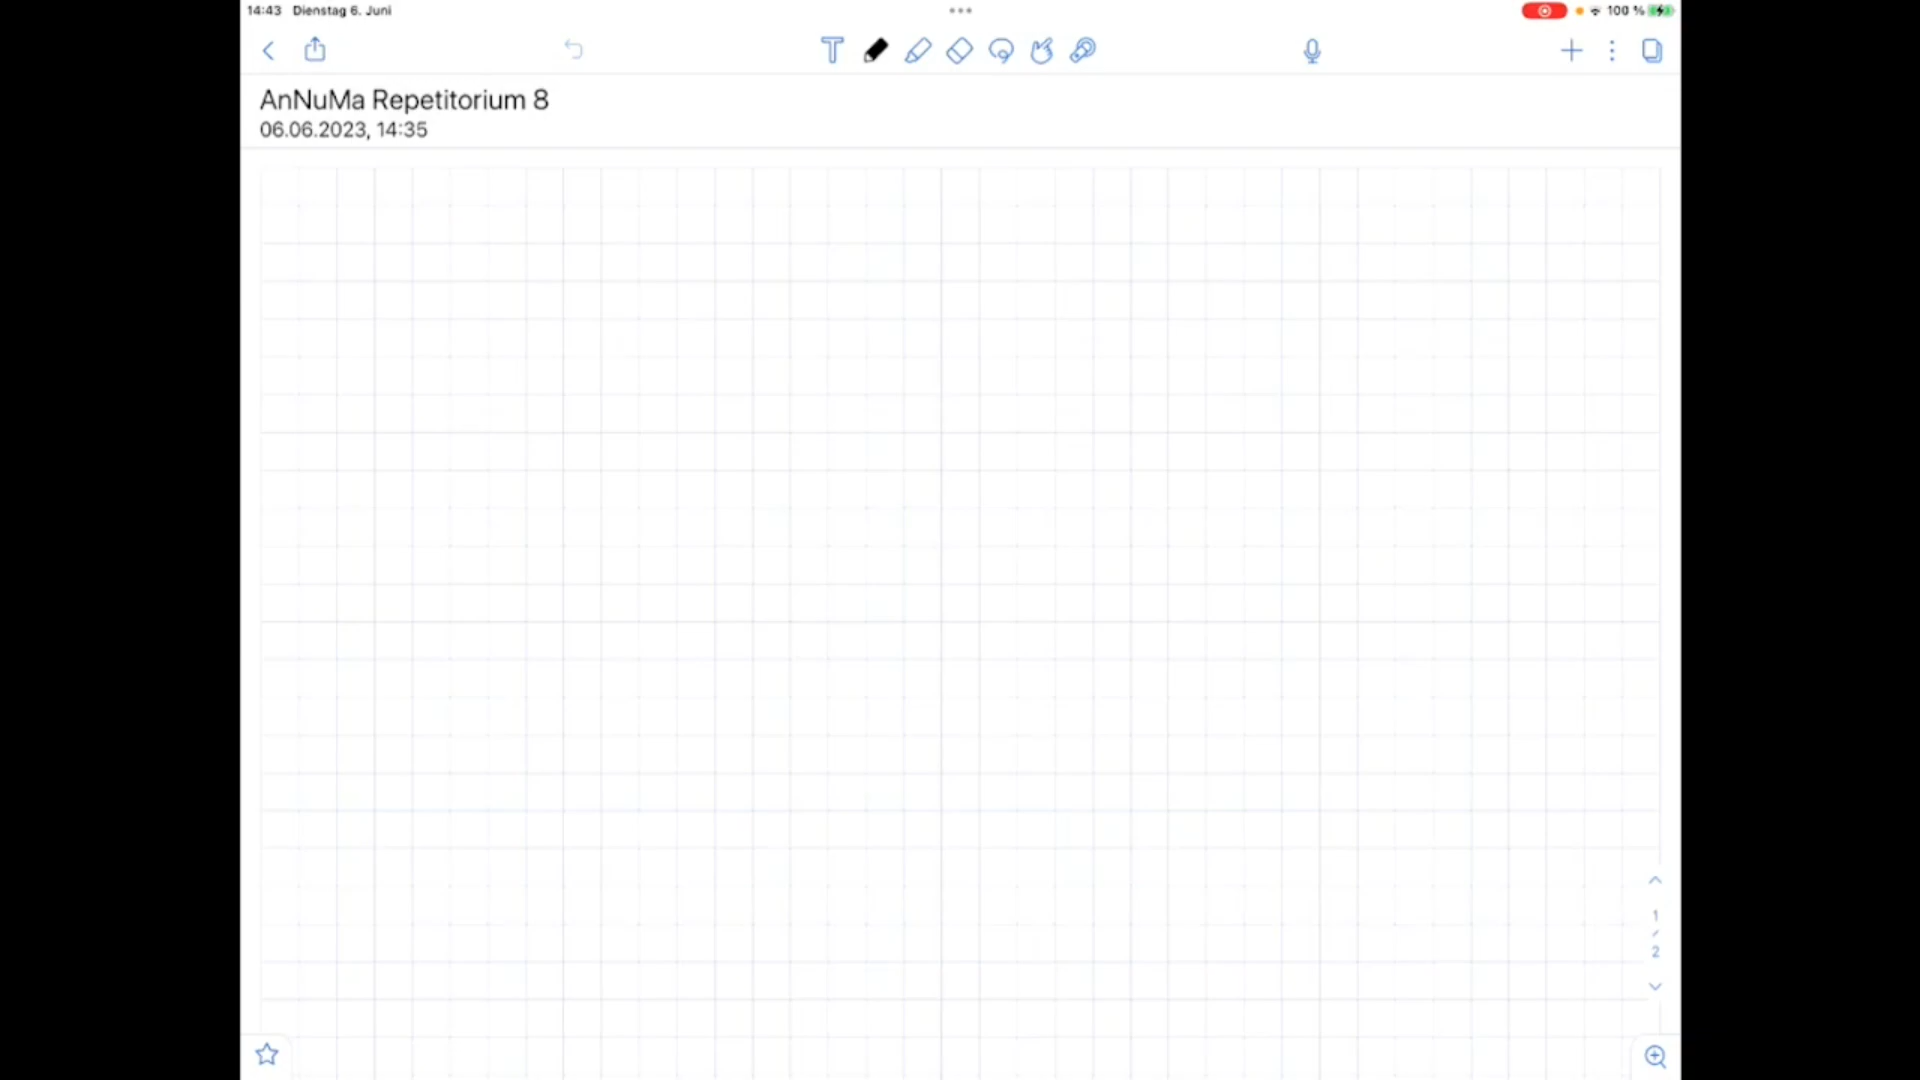 14:43 Dienstag 6. Juni
100 %
AnNuMa Repetitorium 8
06.06.2023, 14:35
1
2